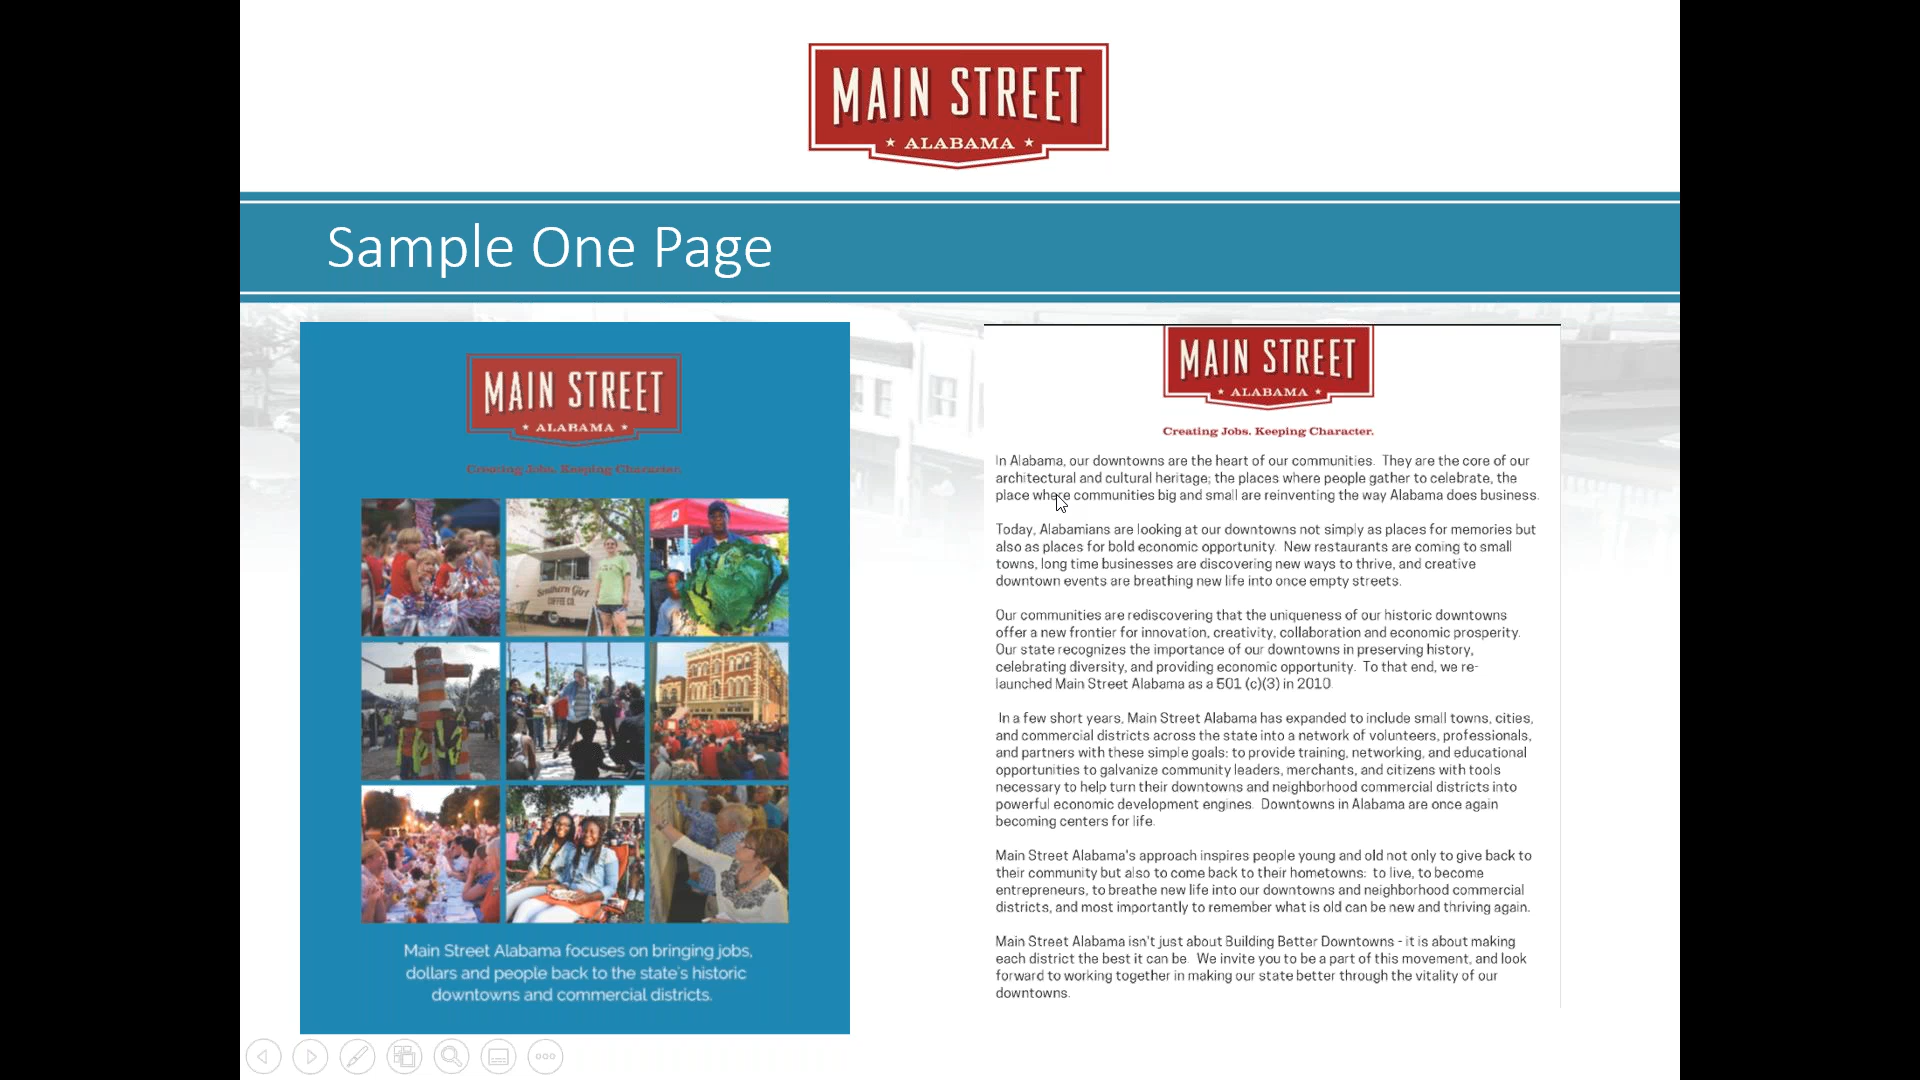 MAIN STREET
★ ALABAMA ★
Sample One Page
MAIN STREET
★ ALABAMA ★
Creating Jobs. Keeping Character.
Southern Girl
COFFEE CO.
Main Street Alabama focuses on bringing jobs,
dollars and people back to the state's historic
downtowns and commercial districts.
MAIN STREET
★ ALABAMA ★
Creating Jobs. Keeping Character.
In Alabama, our downtowns are the heart of our communities. They are the core of our
architectural and cultural heritage; the places where people gather to celebrate, the
place where communities big and small are reinventing the way Alabama does business.
Today, Alabamians are looking at our downtowns not simply as places for memories but
also as places for bold economic opportunity. New restaurants are coming to small
towns, long time businesses are discovering new ways to thrive, and creative
downtown events are breathing new life into once empty streets.
Our communities are rediscovering that the uniqueness of our historic downtowns
offer a new frontier for innovation, creativity, collaboration and economic prosperity.
Our state recognizes the importance of our downtowns in preserving history,
celebrating diversity, and providing economic opportunity. To that end, we re-
launched Main Street Alabama as a 501 (c)(3) in 2010.
In a few short years, Main Street Alabama has expanded to include small towns, cities,
and commercial districts across the state into a network of volunteers, professionals,
and partners with these simple goals: to provide training, networking, and educational
opportunities to galvanize community leaders, merchants, and citizens with tools
necessary to help turn their downtowns and neighborhood commercial districts into
powerful economic development engines. Downtowns in Alabama are once again
becoming centers for life.
Main Street Alabama's approach inspires people young and old not only to give back to
their community but also to come back to their hometowns: to live, to become
entrepreneurs, to breathe new life into our downtowns and neighborhood commercial
districts, and most importantly to remember what is old can be new and thriving again.
Main Street Alabama isn't just about Building Better Downtowns - it is about making
each district the best it can be. We invite you to be a part of this movement, and look
forward to working together in making our state better through the vitality of our
downtowns.